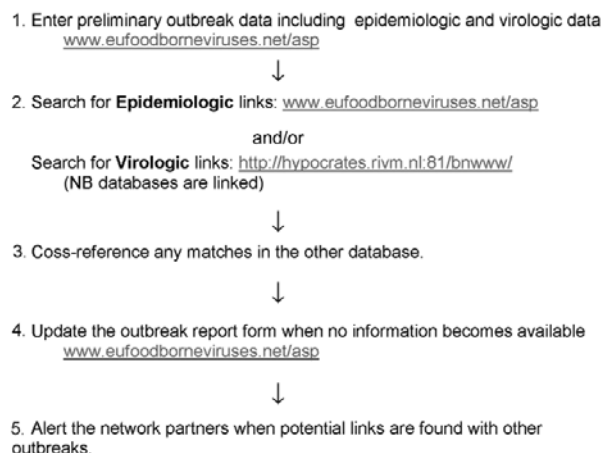 1. Enter preliminary outbreak data including epidemiologic and virologic data
www.eufoodborneviruses.net/asp
↓
2. Search for Epidemiologic links: www.eufoodborneviruses.net/asp
and/or
Search for Virologic links: http://hypocrates.rivm.nl:81/bnwww/
(NB databases are linked)
↓
3. Coss-reference any matches in the other database.
↓
4. Update the outbreak report form when no information becomes available
www.eufoodborneviruses.net/asp
↓
5. Alert the network partners when potential links are found with other
outbreaks.